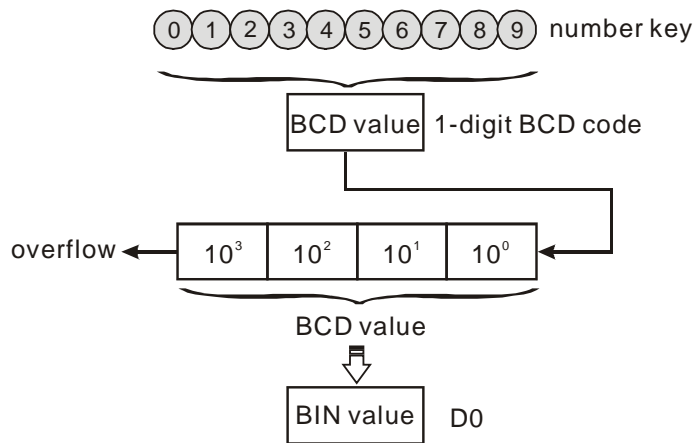 0 1 2 3 4 5 6 7 8 9 number key
BCD value 1-digit BCD code
overflow 10³ 10² 10¹ 10⁰
BCD value
BIN value D0